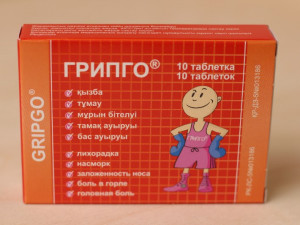 GRIPGO®
ГРИПГО®
10 таблетка
10 таблеток
қызба
тұмау
мұрын бітелуі
тамақ ауыруы
бас ауыруы
лихорадка
насморк
заложенность носа
боль в горле
головная боль